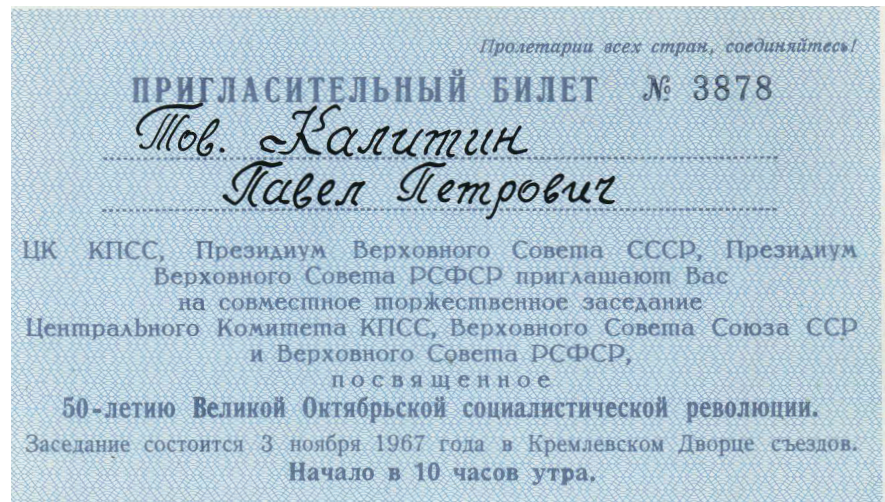 Пролетарии всех стран, соединяйтесь!
ПРИГЛАСИТЕЛЬНЫЙ БИЛЕТ № 3878
Тов. Калитин
Павел Петрович
ЦК КПСС, Президиум Верховного Совета СССР, Президиум
Верховного Совета РСФСР приглашают Вас
на совместное торжественное заседание
Центрального Комитета КПСС, Верховного Совета Союза ССР
и Верховного Совета РСФСР,
посвященное
50-летию Великой Октябрьской социалистической революции.
Заседание состоится 3 ноября 1967 года в Кремлевском Дворце съездов.
Начало в 10 часов утра.